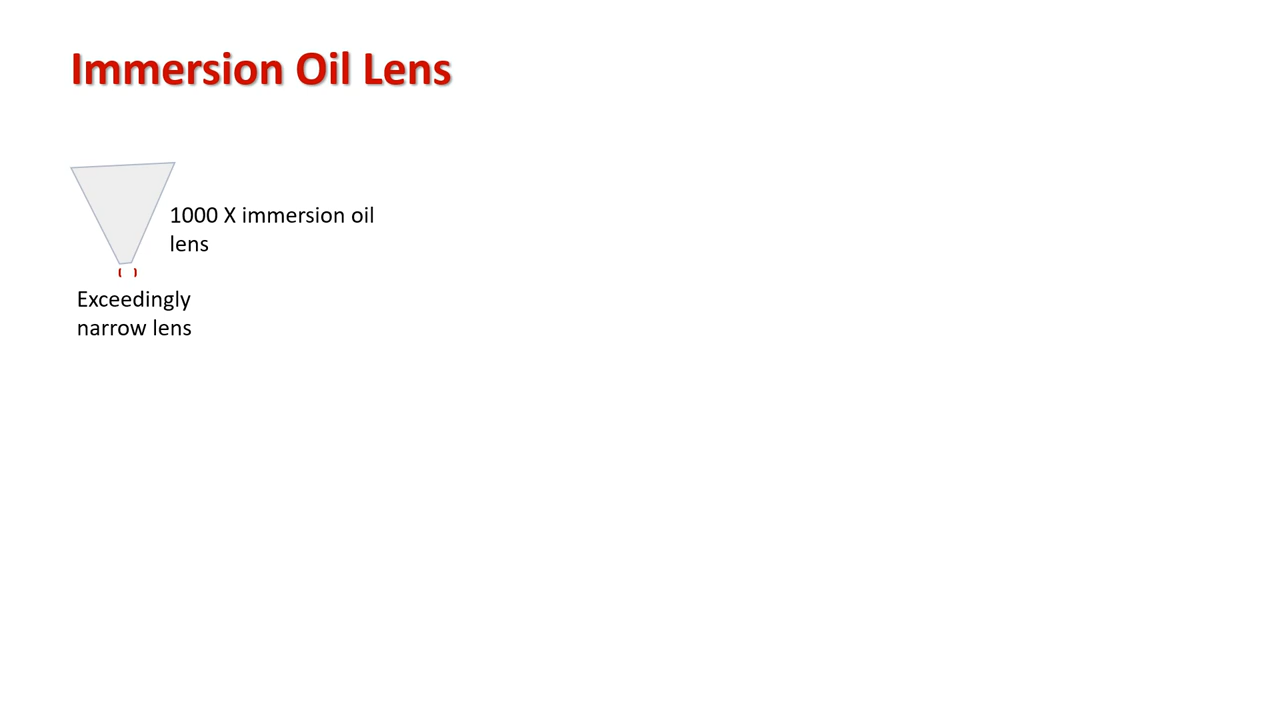 Immersion Oil Lens
1000 X immersion oil
lens
Exceedingly
narrow lens